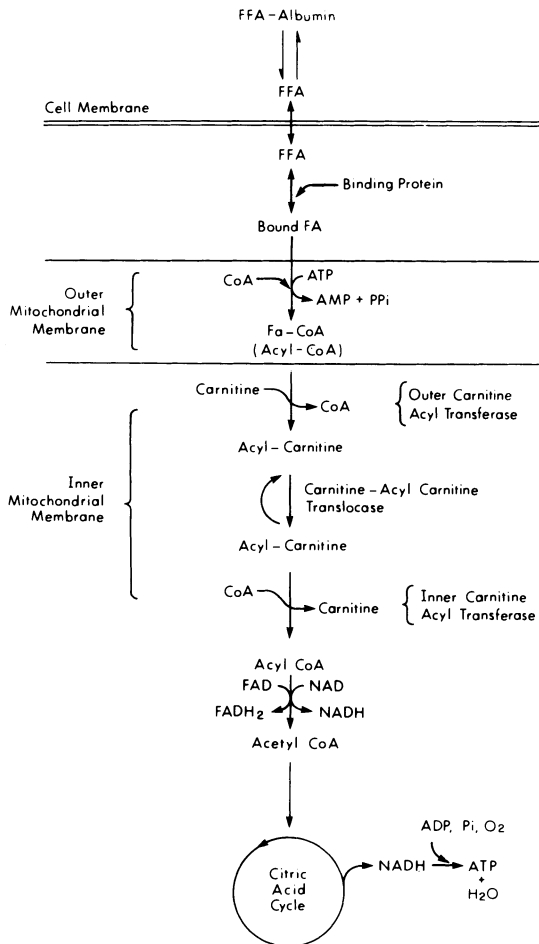 FFA-Albumin
FFA
Cell Membrane
FFA
Binding Protein
Bound FA
CoA
ATP
Outer
Mitochondrial
Membrane
AMP + PPi
Fa-CoA
(Acyl-CoA)
Carnitine
CoA
Outer Carnitine
Acyl Transferase
Acyl-Carnitine
Inner
Mitochondrial
Membrane
Carnitine-Acyl Carnitine
Translocase
Acyl-Carnitine
CoA
Carnitine
Inner Carnitine
Acyl Transferase
Acyl CoA
FAD
NAD
FADH2
NADH
Acetyl CoA
ADP, Pi, O2
Citric
Acid
Cycle
NADH
ATP
+
H2O